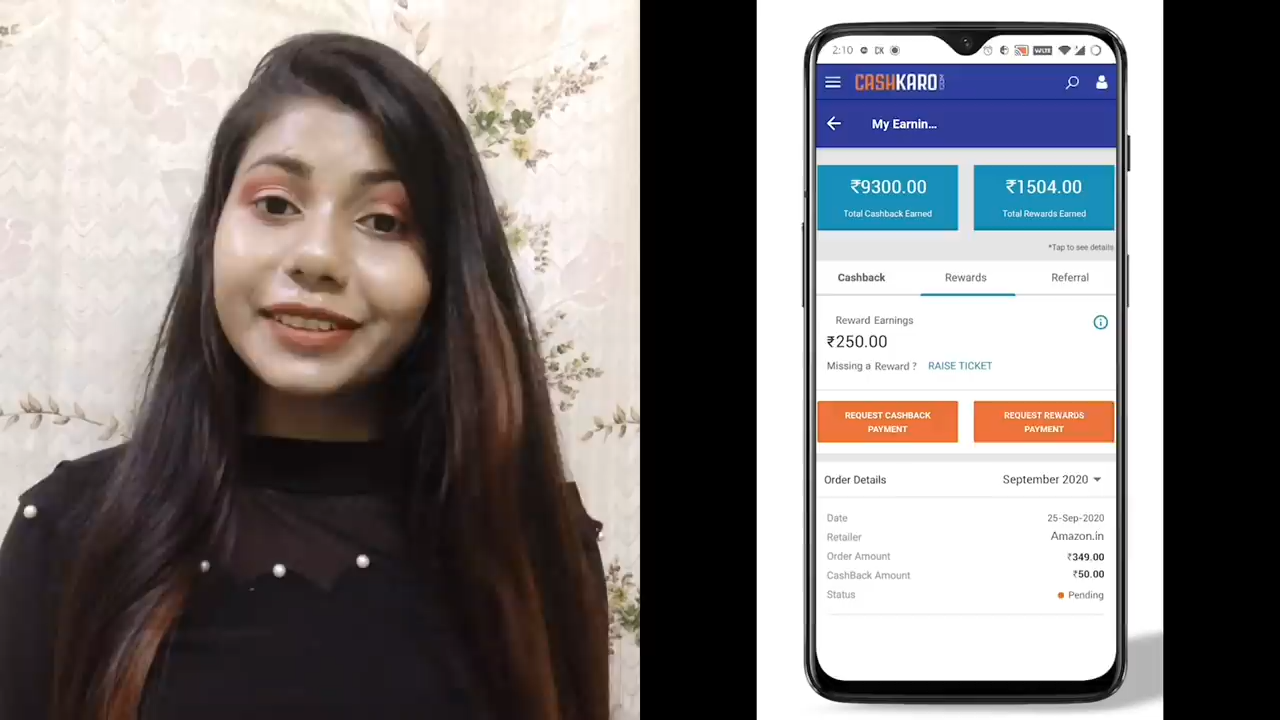 2:10
VoLTE
CASHKARO.COM
My Earnin...
₹9300.00
Total Cashback Earned
₹1504.00
Total Rewards Earned
*Tap to see details
Cashback Rewards Referral
Reward Earnings
₹250.00
Missing a Reward ? RAISE TICKET
REQUEST CASHBACK
PAYMENT
REQUEST REWARDS
PAYMENT
Order Details September 2020
Date 25-Sep-2020
Retailer Amazon.in
Order Amount ₹349.00
CashBack Amount ₹50.00
Status Pending